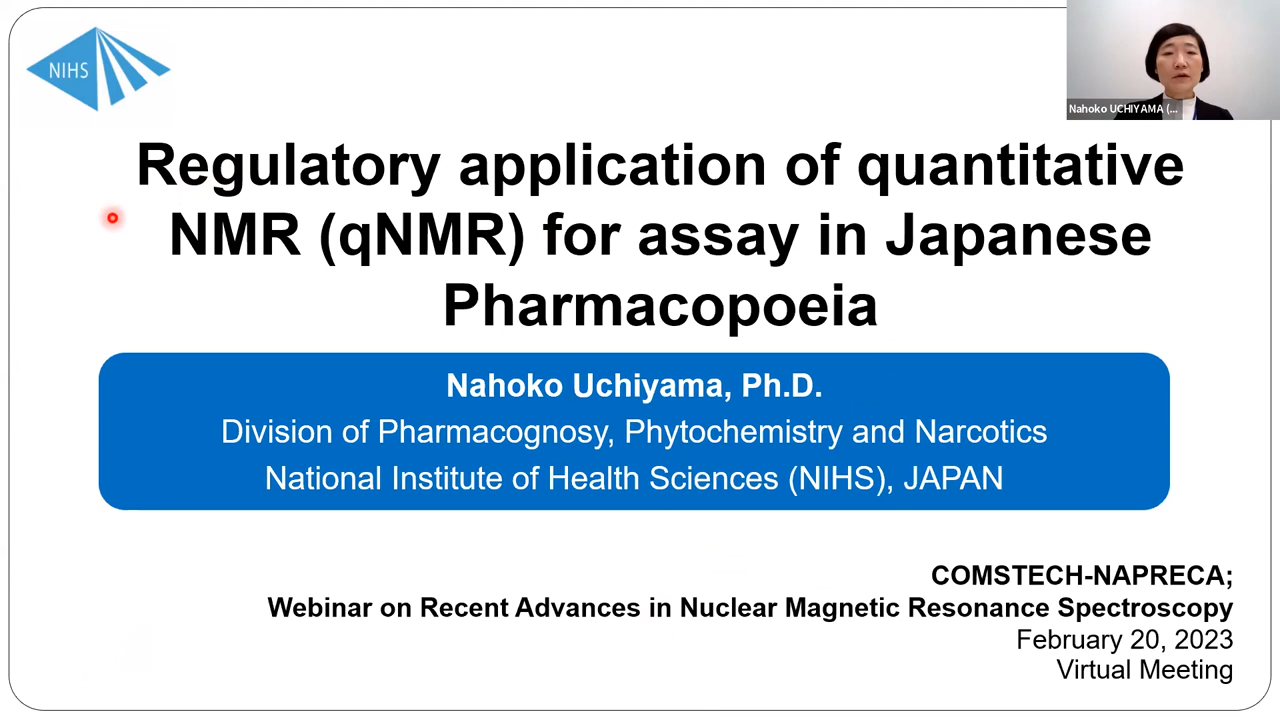 NIHS
Nahoko UCHIYAMA (...
Regulatory application of quantitative
NMR (qNMR) for assay in Japanese
Pharmacopoeia
Nahoko Uchiyama, Ph.D.
Division of Pharmacognosy, Phytochemistry and Narcotics
National Institute of Health Sciences (NIHS), JAPAN
COMSTECH-NAPRECA;
Webinar on Recent Advances in Nuclear Magnetic Resonance Spectroscopy
February 20, 2023
Virtual Meeting